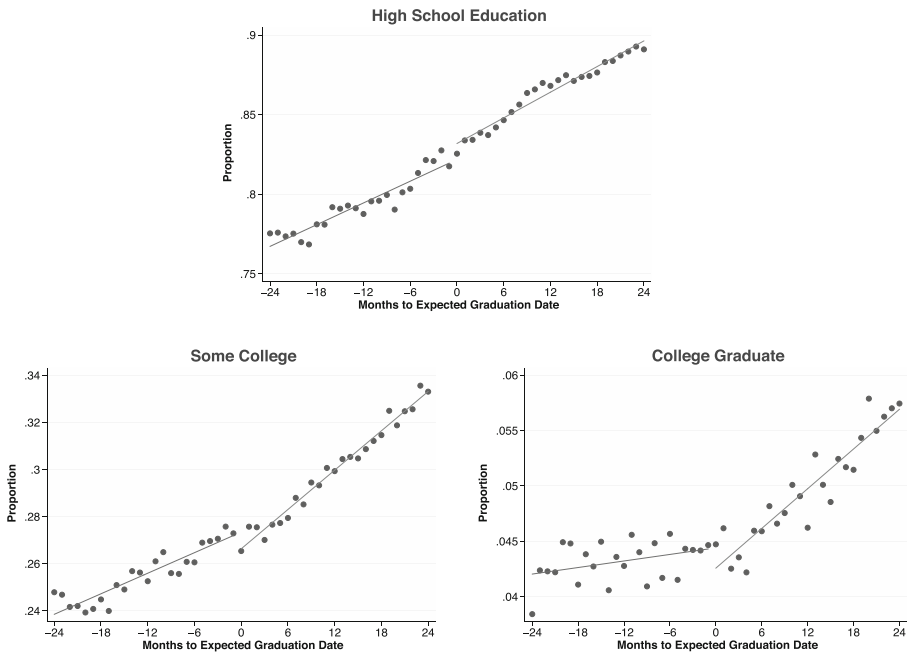 High School Education
.9
.85
.8
.75
Proportion
−24 −18 −12 −6 0 6 12 18 24
Months to Expected Graduation Date
Some College
.34
.32
.3
.28
.26
.24
Proportion
−24 −18 −12 −6 0 6 12 18 24
Months to Expected Graduation Date
College Graduate
.06
.055
.05
.045
.04
Proportion
−24 −18 −12 −6 0 6 12 18 24
Months to Expected Graduation Date